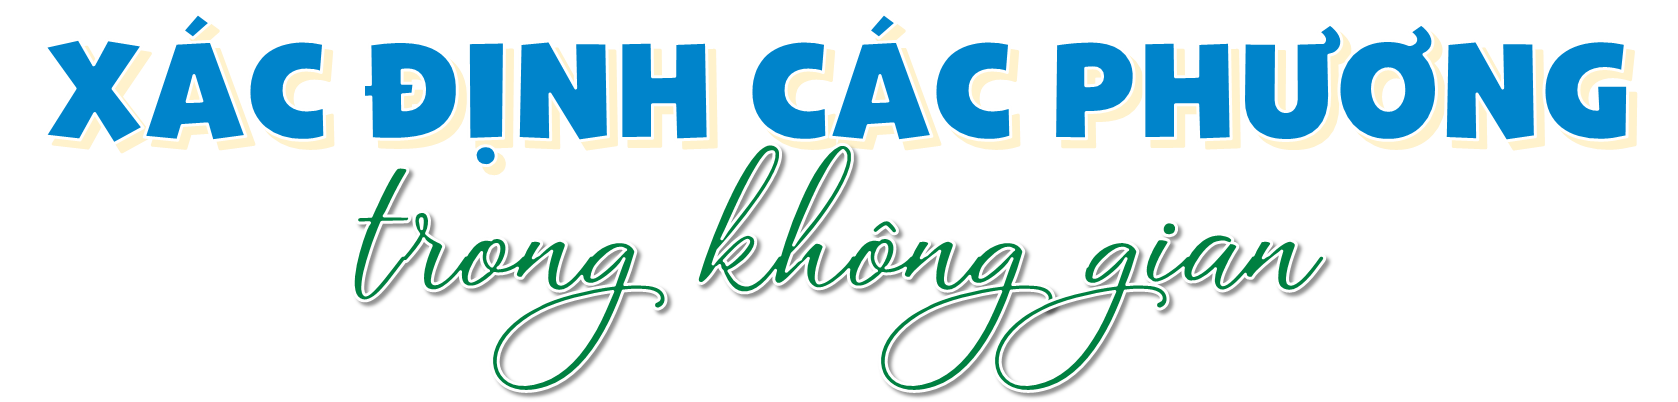 XÁC ĐỊNH CÁC PHƯƠNG
trong không gian